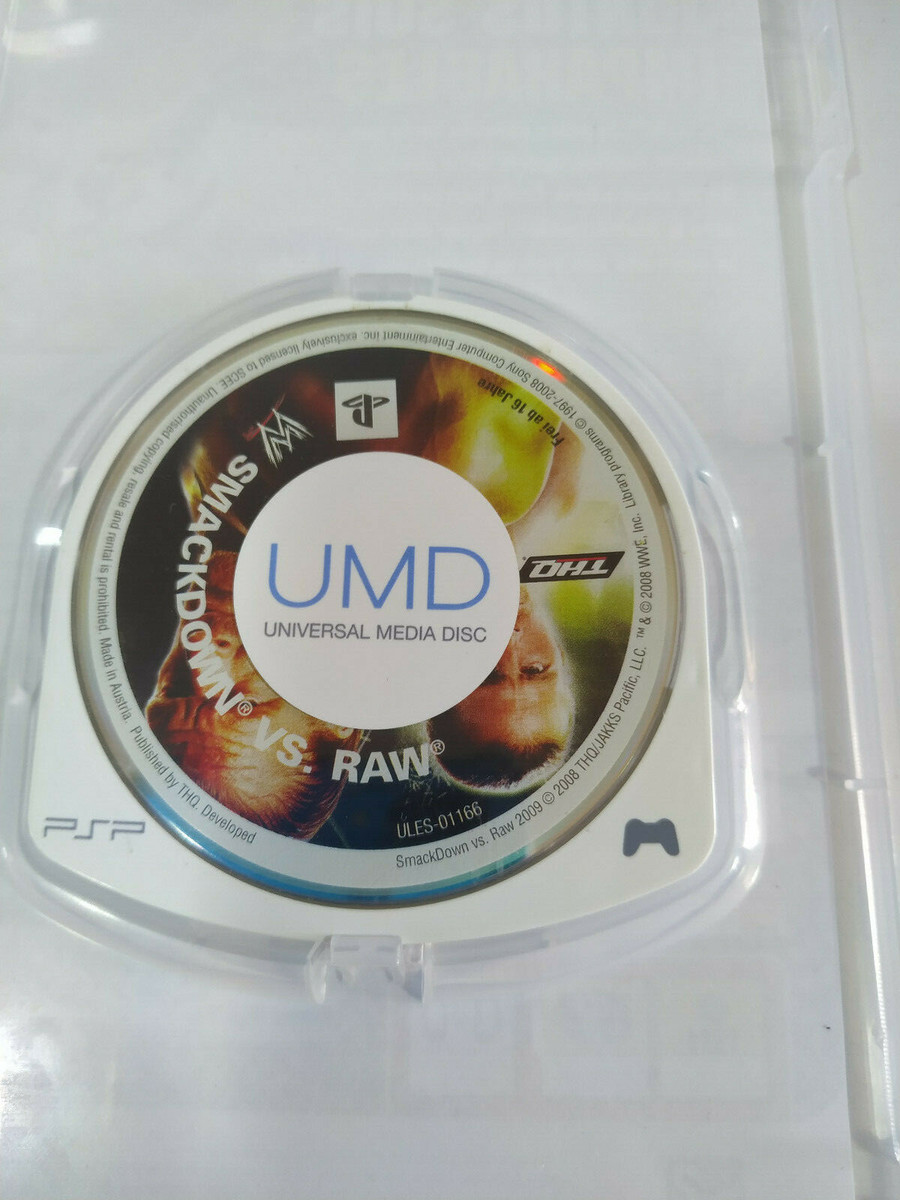 UMD
UNIVERSAL MEDIA DISC
W
SMACKDOWN® VS. RAW®
THQ
Frei ab 16 Jahre
ULES-01166
Library programs © 1997-2008 Sony Computer Entertainment Inc. exclusively licensed to SCEE. Unauthorised copying, resale and rental is prohibited. Made in Austria. Published by THQ. Developed
SmackDown vs. Raw 2009 © 2008 THQ/JAKKS Pacific, LLC. ™ & © 2008 WWE, Inc.
PSP